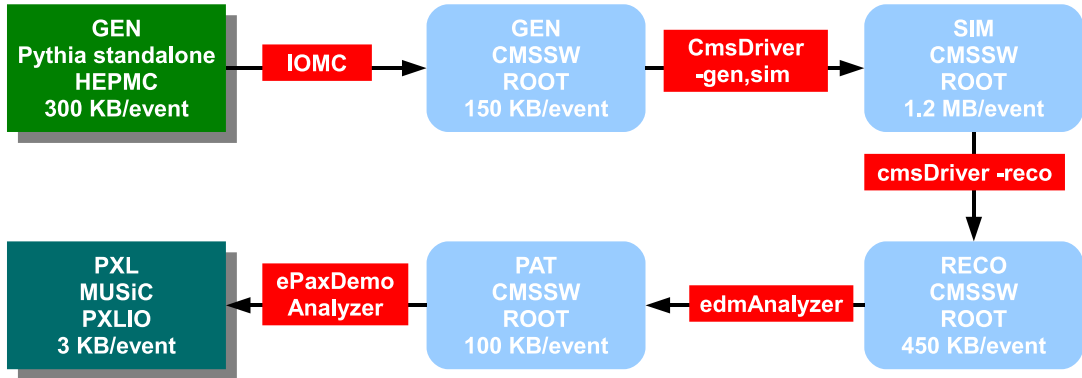 GEN
Pythia standalone
HEPMC
300 KB/event
IOMC
GEN
CMSSW
ROOT
150 KB/event
CmsDriver
-gen,sim
SIM
CMSSW
ROOT
1.2 MB/event
cmsDriver -reco
RECO
CMSSW
ROOT
450 KB/event
edmAnalyzer
PAT
CMSSW
ROOT
100 KB/event
ePaxDemo
Analyzer
PXL
MUSiC
PXLIO
3 KB/event